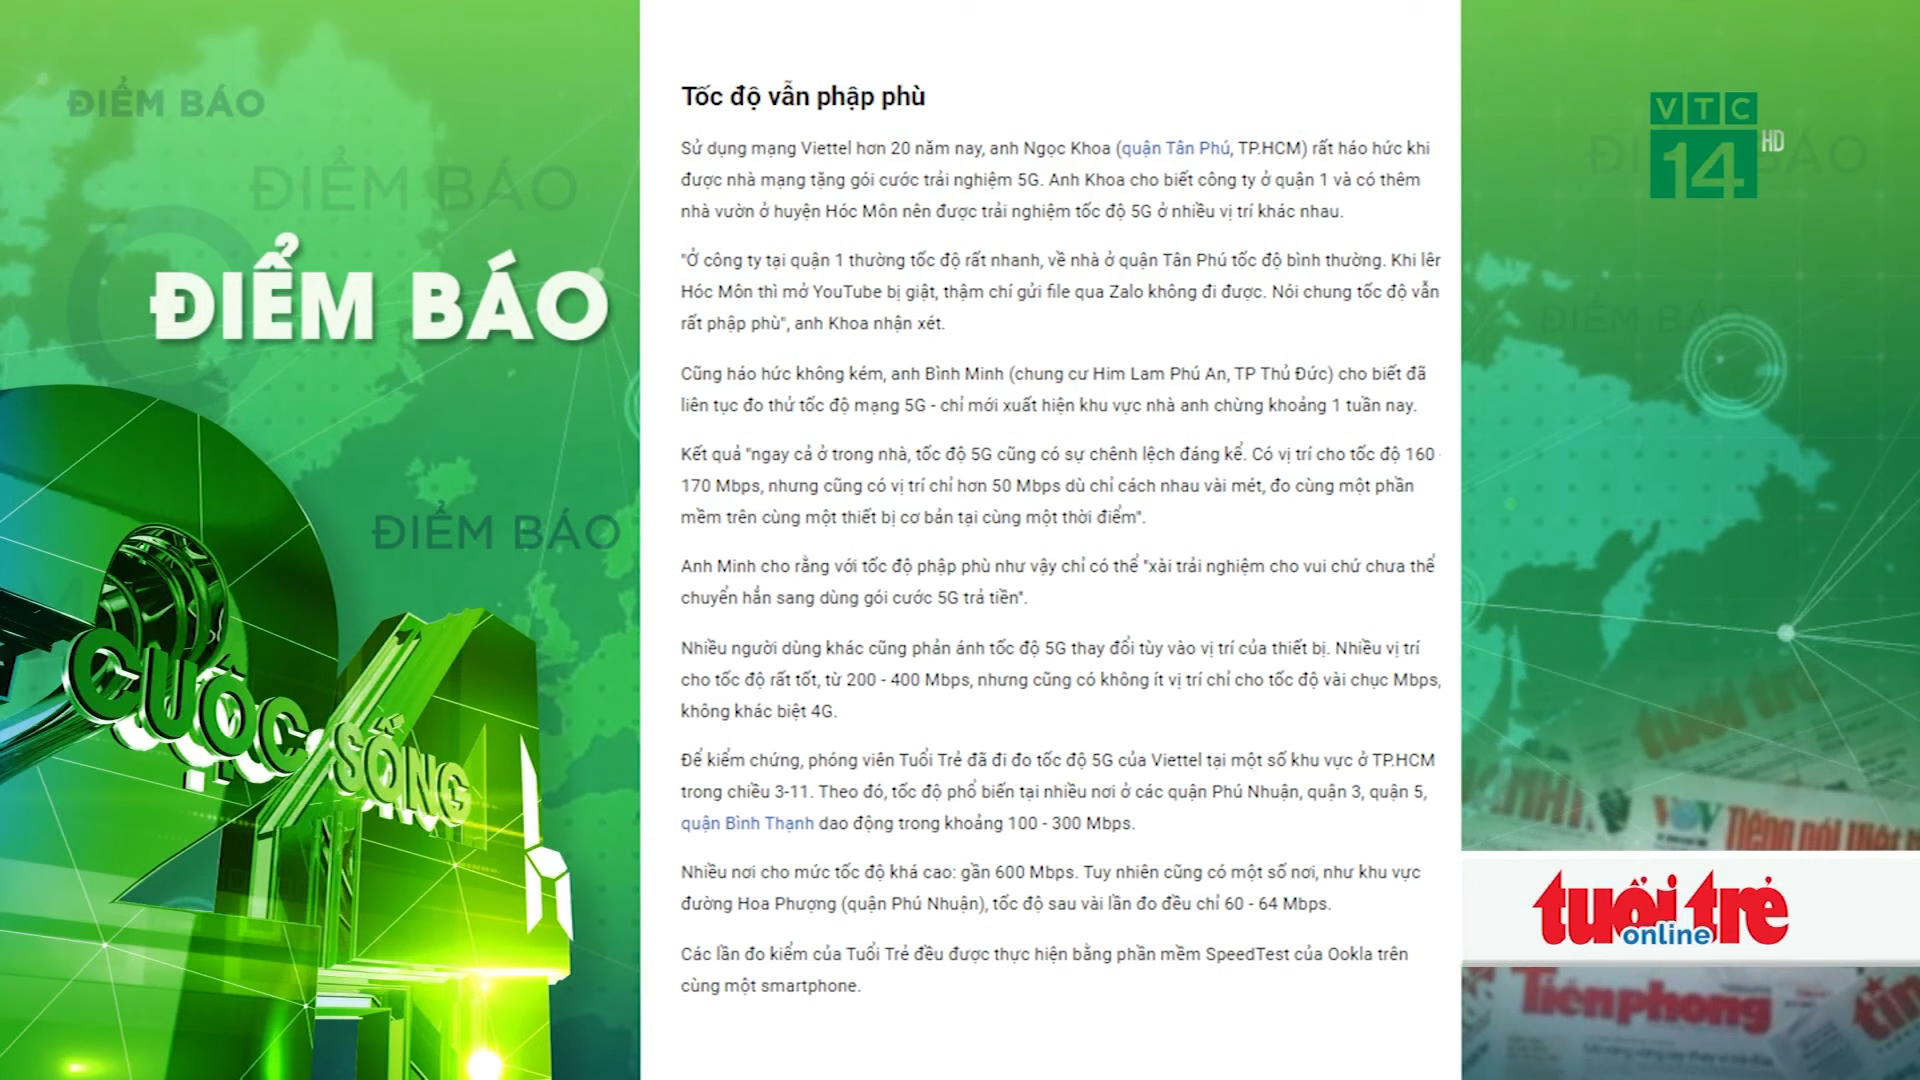 ĐIỂM BÁO
ĐIỂM BÁO
ĐIỂM BÁO
ĐIỂM BÁO
CUỘC SỐNG
24h
Tốc độ vẫn phập phù
Sử dụng mạng Viettel hơn 20 năm nay, anh Ngọc Khoa (quận Tân Phú, TP.HCM) rất háo hức khi
được nhà mạng tặng gói cước trải nghiệm 5G. Anh Khoa cho biết công ty ở quận 1 và có thêm
nhà vườn ở huyện Hóc Môn nên được trải nghiệm tốc độ 5G ở nhiều vị trí khác nhau.
"Ở công ty tại quận 1 thường tốc độ rất nhanh, về nhà ở quận Tân Phú tốc độ bình thường. Khi lên
Hóc Môn thì mở YouTube bị giật, thậm chí gửi file qua Zalo không đi được. Nói chung tốc độ vẫn
rất phập phù", anh Khoa nhận xét.
Cũng háo hức không kém, anh Bình Minh (chung cư Him Lam Phú An, TP Thủ Đức) cho biết đã
liên tục đo thử tốc độ mạng 5G - chỉ mới xuất hiện khu vực nhà anh chừng khoảng 1 tuần nay.
Kết quả "ngay cả ở trong nhà, tốc độ 5G cũng có sự chênh lệch đáng kể. Có vị trí cho tốc độ 160 -
170 Mbps, nhưng cũng có vị trí chỉ hơn 50 Mbps dù chỉ cách nhau vài mét, đo cùng một phần
mềm trên cùng một thiết bị cơ bản tại cùng một thời điểm".
Anh Minh cho rằng với tốc độ phập phù như vậy chỉ có thể "xài trải nghiệm cho vui chứ chưa thể
chuyển hẳn sang dùng gói cước 5G trả tiền".
Nhiều người dùng khác cũng phản ánh tốc độ 5G thay đổi tùy vào vị trí của thiết bị. Nhiều vị trí
cho tốc độ rất tốt, từ 200 - 400 Mbps, nhưng cũng có không ít vị trí chỉ cho tốc độ vài chục Mbps,
không khác biệt 4G.
Để kiểm chứng, phóng viên Tuổi Trẻ đã đi đo tốc độ 5G của Viettel tại một số khu vực ở TP.HCM
trong chiều 3-11. Theo đó, tốc độ phổ biến tại nhiều nơi ở các quận Phú Nhuận, quận 3, quận 5,
quận Bình Thạnh dao động trong khoảng 100 - 300 Mbps.
Nhiều nơi cho mức tốc độ khá cao: gần 600 Mbps. Tuy nhiên cũng có một số nơi, như khu vực
đường Hoa Phượng (quận Phú Nhuận), tốc độ sau vài lần đo đều chỉ 60 - 64 Mbps.
Các lần đo kiểm của Tuổi Trẻ đều được thực hiện bằng phần mềm SpeedTest của Ookla trên
cùng một smartphone.
VTC
14 HD
ĐIỂM BÁO
tuổi trẻ
VOV Tiếng nói Việt
tuổi trẻ
online
Tiền phong